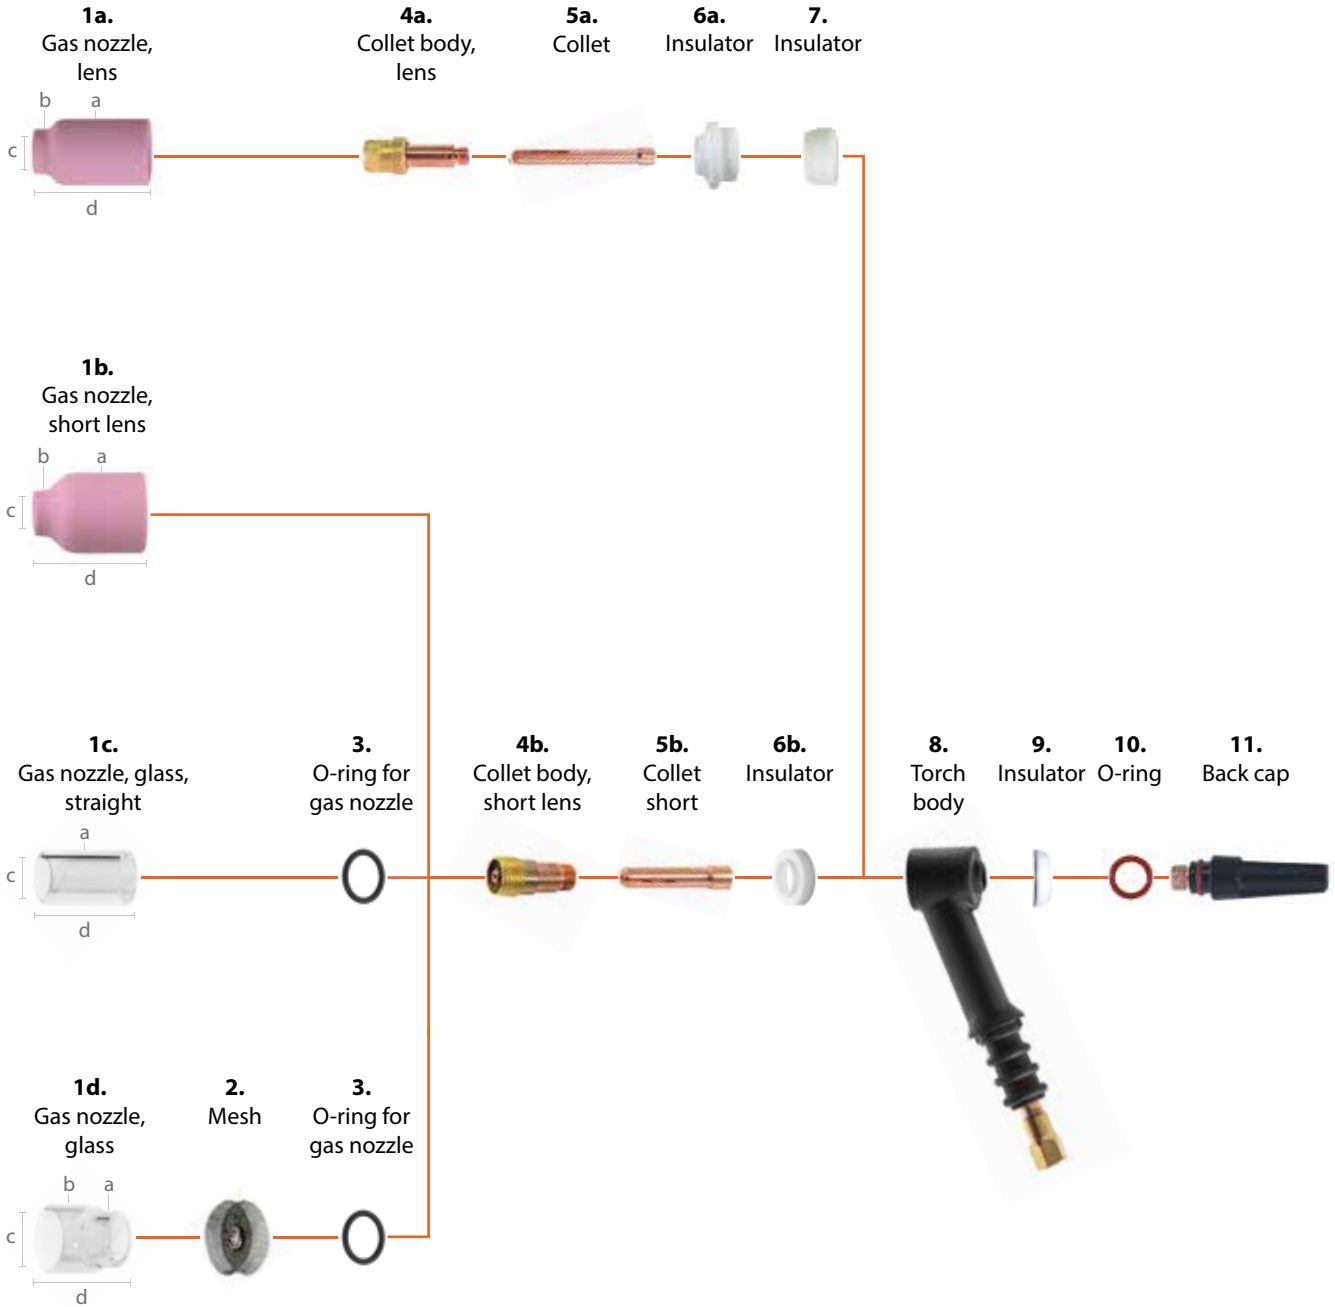 1a.
Gas nozzle,
lens
4a.
Collet body,
lens
5a.
Collet
6a.
Insulator
7.
Insulator
b
a
c
d
1b.
Gas nozzle,
short lens
b
a
c
d
1c.
Gas nozzle, glass,
straight
3.
O-ring for
gas nozzle
4b.
Collet body,
short lens
5b.
Collet
short
6b.
Insulator
8.
Torch
body
9.
Insulator
10.
O-ring
11.
Back cap
a
c
d
1d.
Gas nozzle,
glass
2.
Mesh
3.
O-ring for
gas nozzle
b
a
c
d